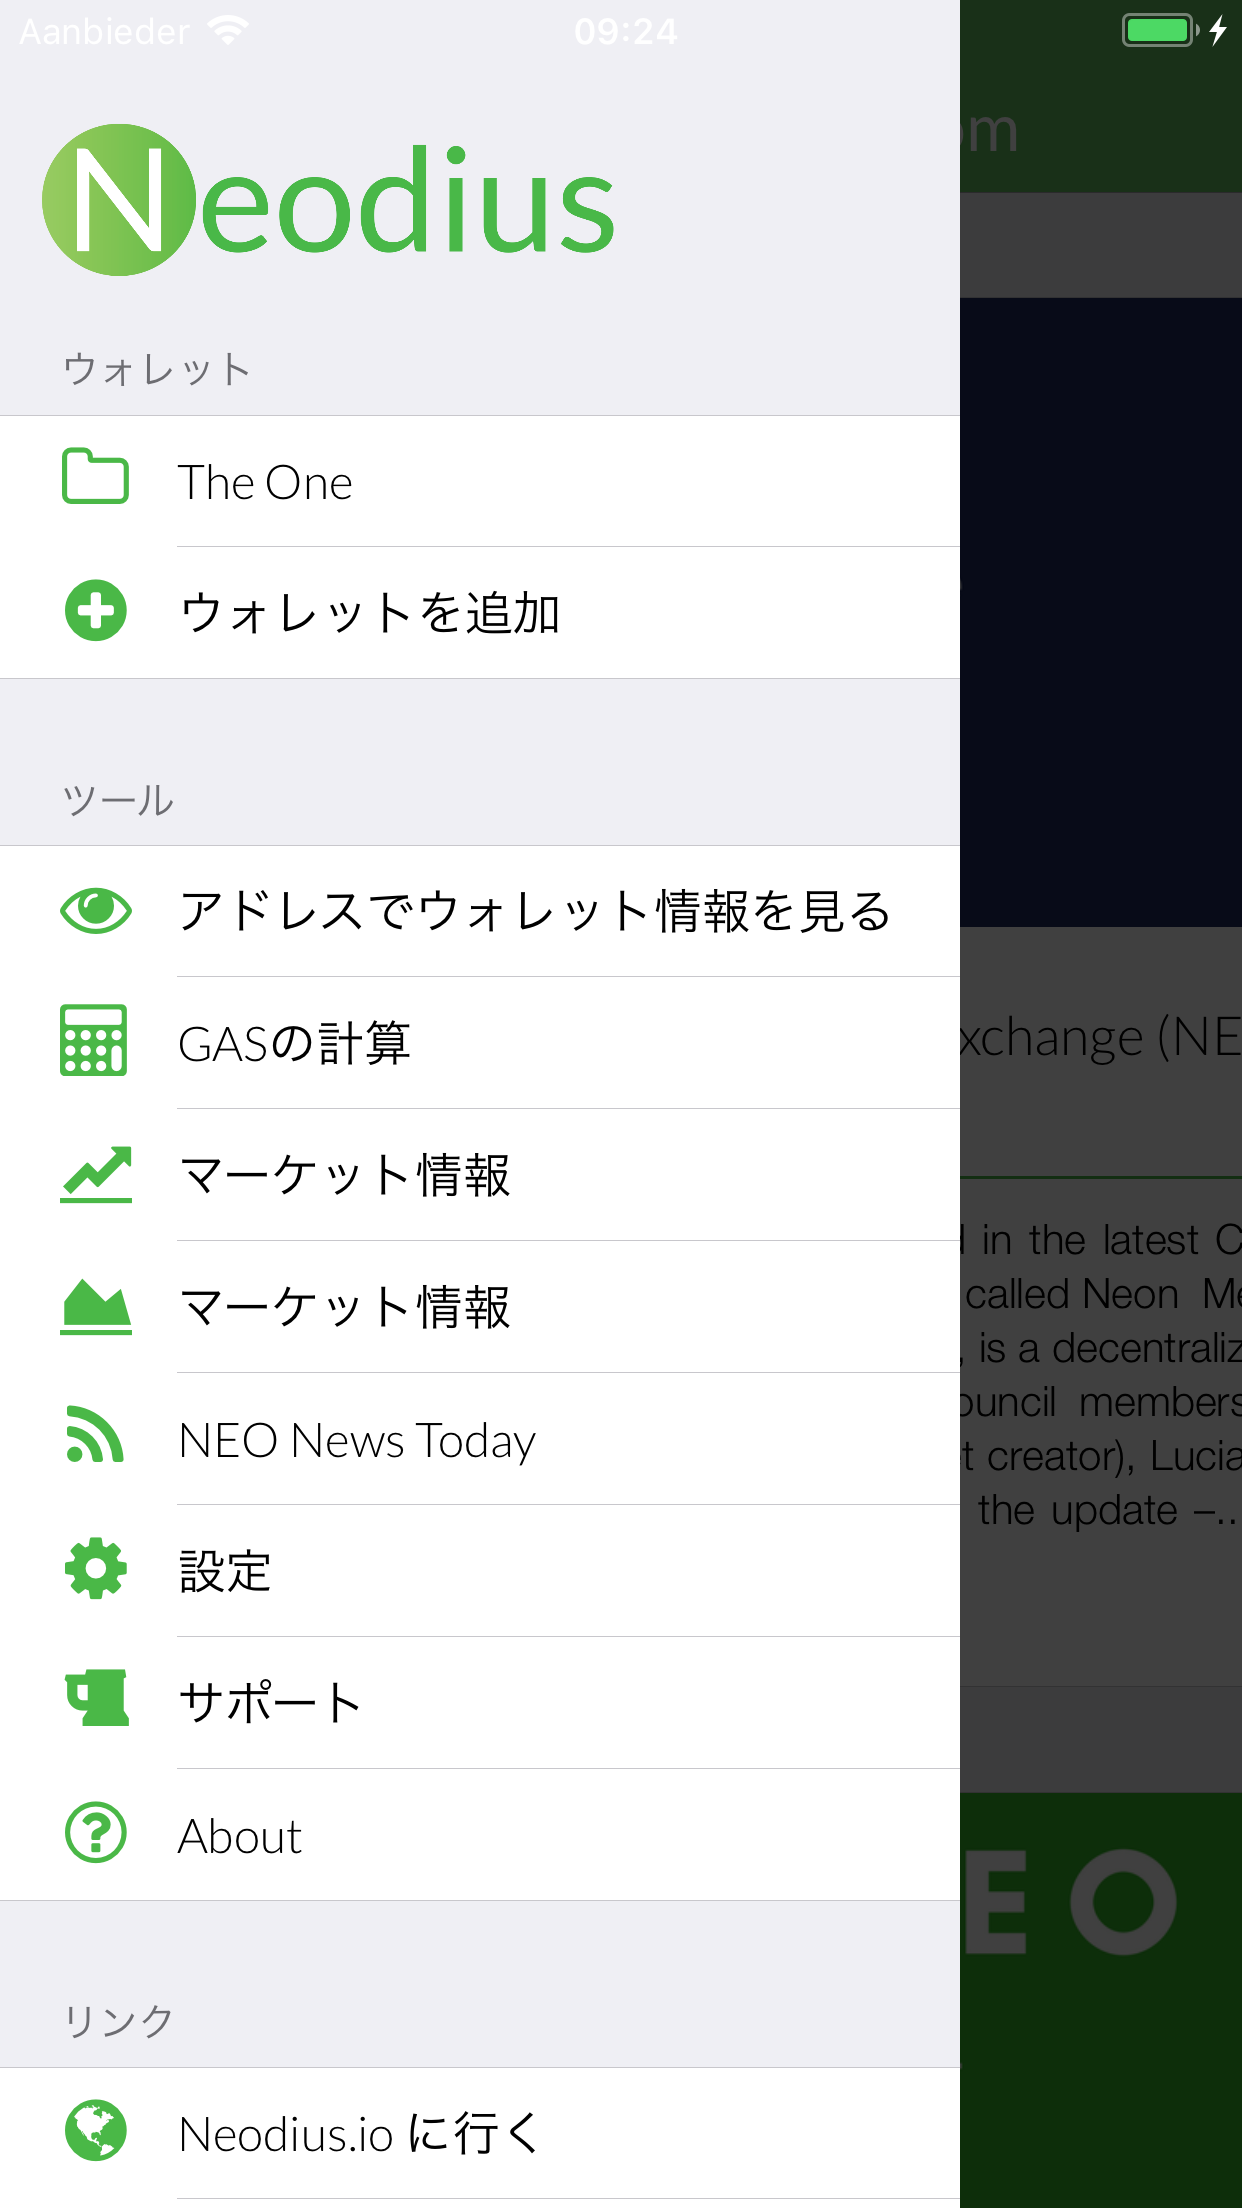 Aanbieder 09:24
om
Neodius
ウォレット
The One
ウォレットを追加
ツール
アドレスでウォレット情報を見る
GASの計算
xchange (NE
マーケット情報
in the latest C
マーケット情報
called Neon Me
, is a decentraliz
ouncil members
NEO News Today
t creator), Lucia
the update –..
設定
サポート
About
E O
リンク
Neodius.io に行く